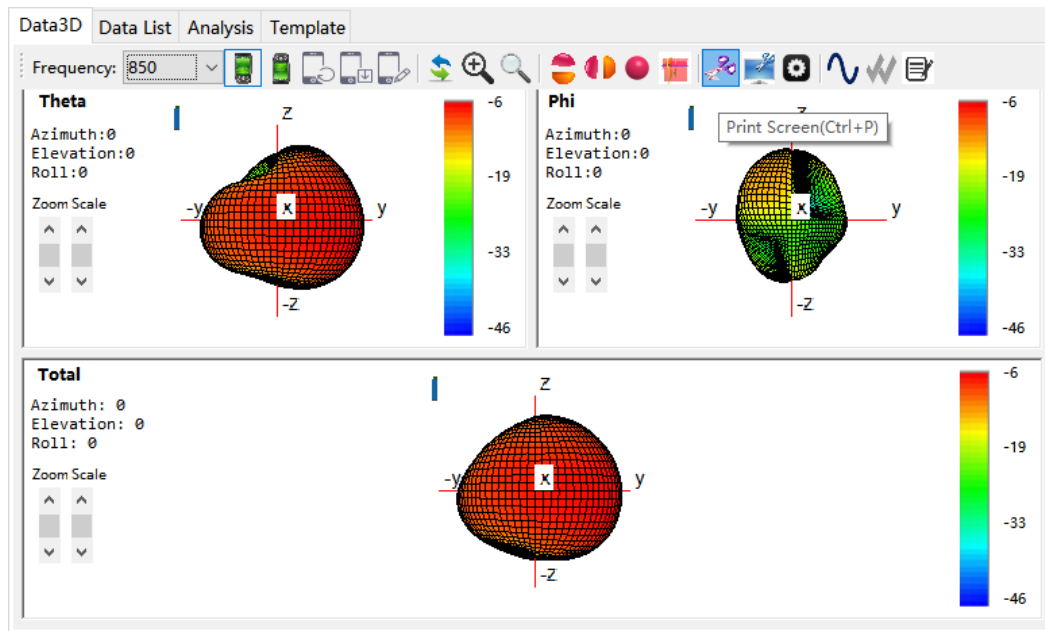 Data3D Data List Analysis Template
Frequency: 850
Theta
Azimuth:0
Elevation:0
Roll:0
Zoom Scale
z
-y
x
y
-z
-6
-19
-33
-46
Phi
Azimuth:0
Elevation:0
Roll:0
Zoom Scale
Print Screen(Ctrl+P)
-y
x
y
-z
-6
-19
-33
-46
Total
Azimuth: 0
Elevation: 0
Roll: 0
Zoom Scale
z
-y
x
y
-z
-6
-19
-33
-46